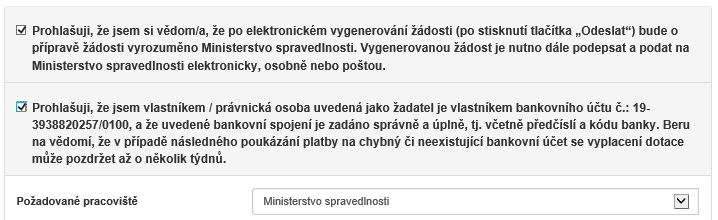 Prohlašuji, že jsem si vědom/a, že po elektronickém vygenerování žádosti (po stisknutí tlačítka „Odeslat“) bude o
přípravě žádosti vyrozuměno Ministerstvo spravedlnosti. Vygenerovanou žádost je nutno dále podepsat a podat na
Ministerstvo spravedlnosti elektronicky, osobně nebo poštou.
Prohlašuji, že jsem vlastníkem / právnická osoba uvedená jako žadatel je vlastníkem bankovního účtu č.: 19-
3938820257/0100, a že uvedené bankovní spojení je zadáno správně a úplně, tj. včetně předčíslí a kódu banky. Beru
na vědomí, že v případě následného poukázání platby na chybný či neexistující bankovní účet se vyplacení dotace
může pozdržet až o několik týdnů.
Požadované pracoviště
Ministerstvo spravedlnosti